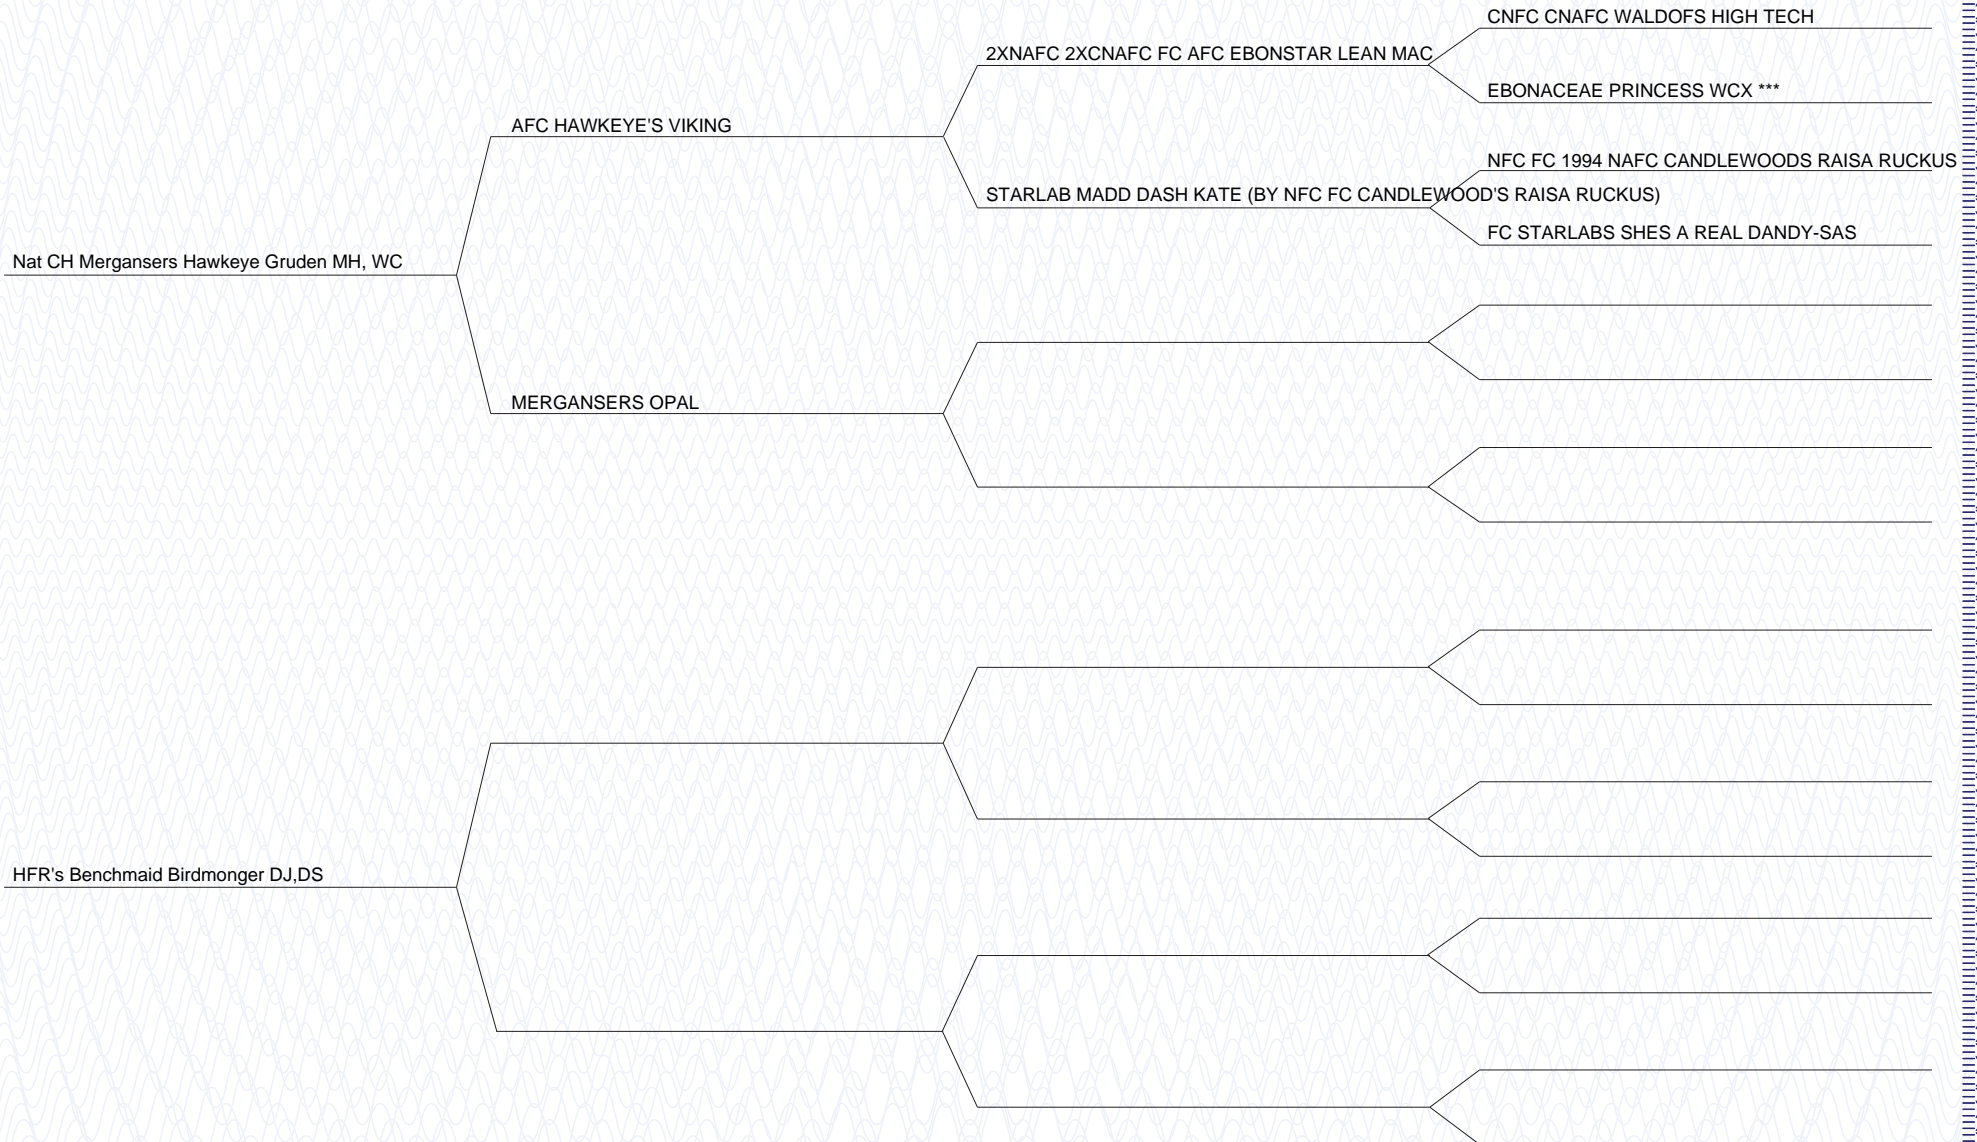 CNFC CNAFC WALDOFS HIGH TECH
2XNAFC 2XCNAFC FC AFC EBONSTAR LEAN MAC
EBONACEAE PRINCESS WCX ***
AFC HAWKEYE'S VIKING
NFC FC 1994 NAFC CANDLEWOODS RAISA RUCKUS
STARLAB MADD DASH KATE (BY NFC FC CANDLEWOOD'S RAISA RUCKUS)
FC STARLABS SHES A REAL DANDY-SAS
Nat CH Mergansers Hawkeye Gruden MH, WC
MERGANSERS OPAL
HFR's Benchmaid Birdmonger DJ,DS